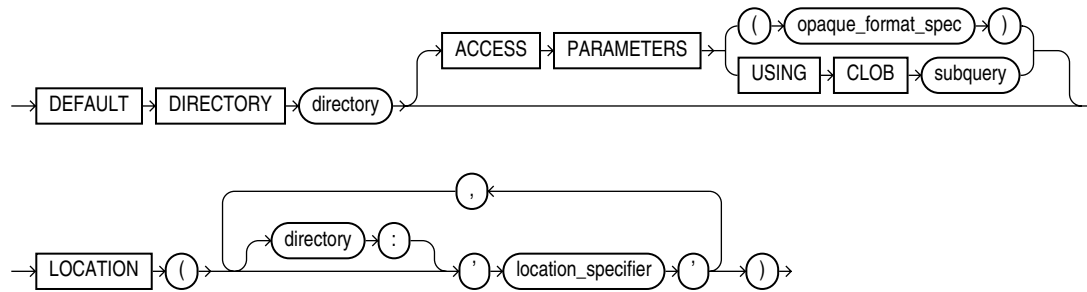 ( opaque_format_spec )
ACCESS PARAMETERS
USING CLOB subquery
DEFAULT DIRECTORY directory
,
directory :
LOCATION ( ' location_specifier ' )